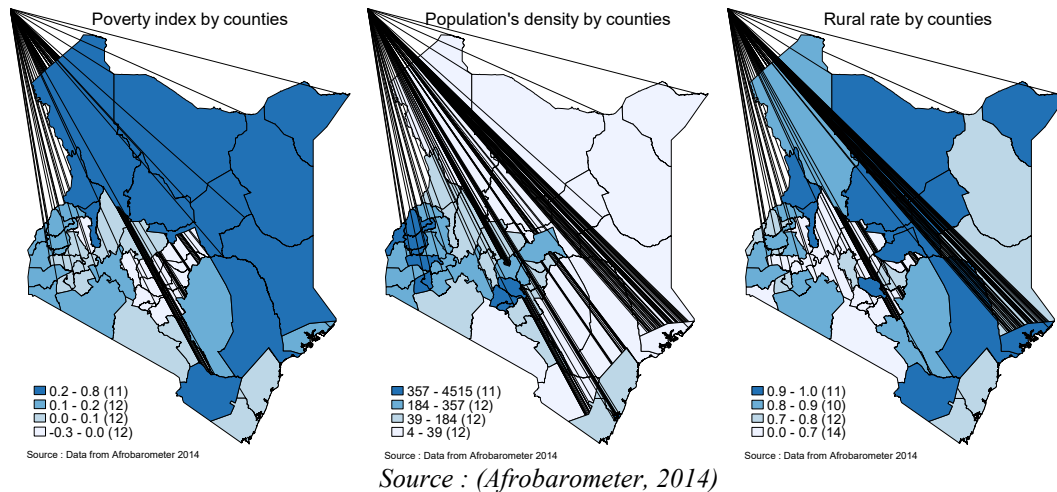 Poverty index by counties
0.2 - 0.8 (11)
0.1 - 0.2 (12)
0.0 - 0.1 (12)
-0.3 - 0.0 (12)
Source : Data from Afrobarometer 2014
Population's density by counties
357 - 4515 (11)
184 - 357 (12)
39 - 184 (12)
4 - 39 (12)
Source : Data from Afrobarometer 2014
Rural rate by counties
0.9 - 1.0 (11)
0.8 - 0.9 (10)
0.7 - 0.8 (12)
0.0 - 0.7 (14)
Source : Data from Afrobarometer 2014
Source : (Afrobarometer, 2014)